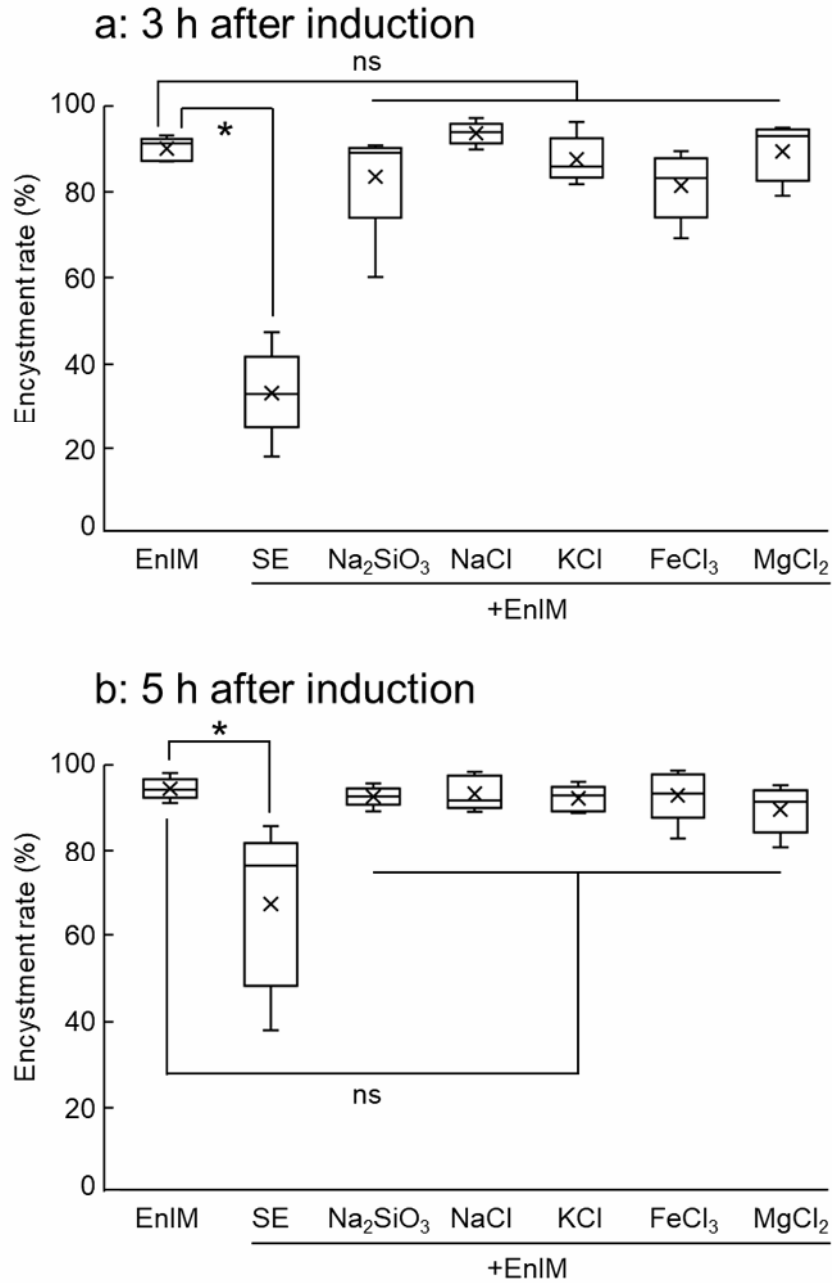 a: 3 h after induction
ns
*
100
80
60
40
20
0
Encystment rate (%)
EnIM SE Na₂SiO₃ NaCl KCl FeCl₃ MgCl₂
+EnIM
b: 5 h after induction
*
100
80
60
40
20
0
Encystment rate (%)
ns
EnIM SE Na₂SiO₃ NaCl KCl FeCl₃ MgCl₂
+EnIM